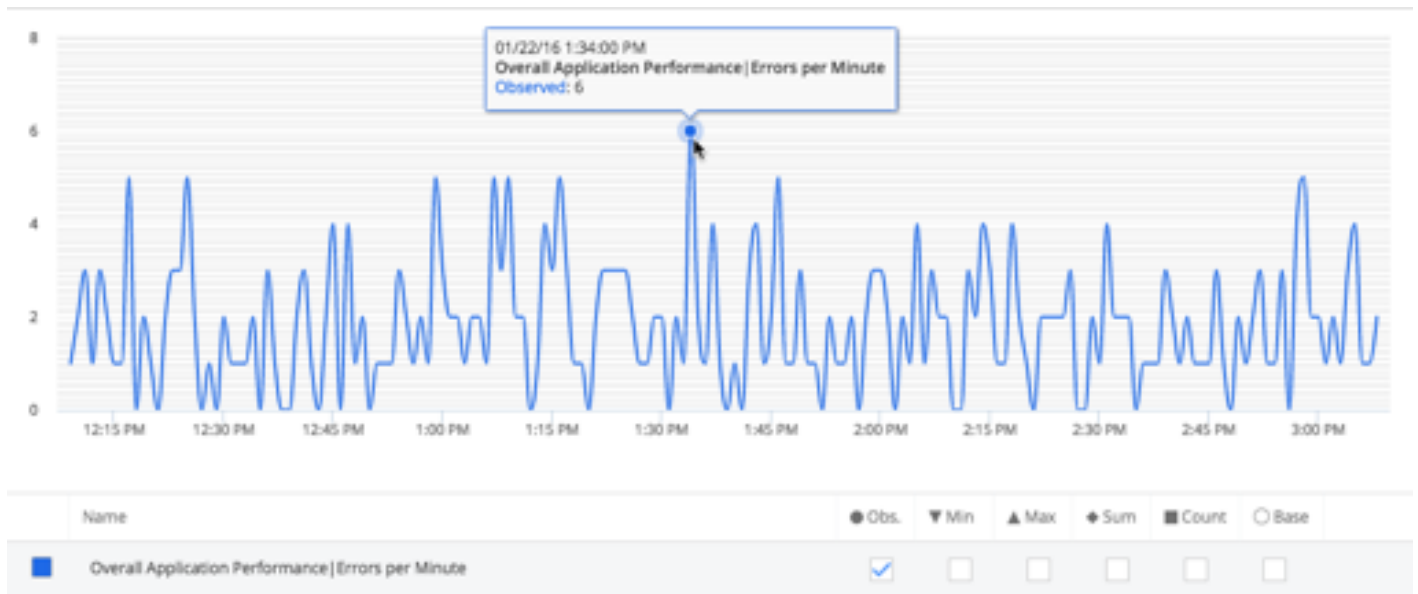 8
01/22/16 1:34:00 PM
Overall Application Performance|Errors per Minute
Observed: 6
6
4
2
0
12:15 PM 12:30 PM 12:45 PM 1:00 PM 1:15 PM 1:30 PM 1:45 PM 2:00 PM 2:15 PM 2:30 PM 2:45 PM 3:00 PM
Name Obs. Min Max Sum Count Base
Overall Application Performance|Errors per Minute